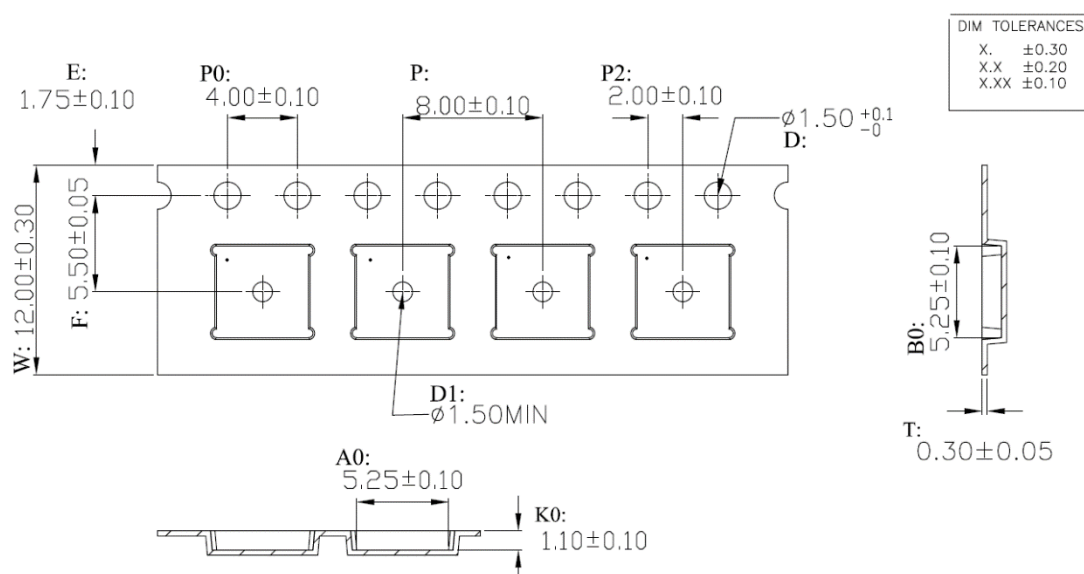 DIM TOLERANCES
X. ±0.30
X.X ±0.20
X.XX ±0.10
E:
1.75±0.10
P0:
4.00±0.10
P:
8.00±0.10
P2:
2.00±0.10
Ø1.50 +0.1 -0
D:
W: 12.00±0.30
F: 5.50±0.05
B0:
5.25±0.10
D1:
Ø1.50MIN
T:
0.30±0.05
A0:
5.25±0.10
K0:
1.10±0.10